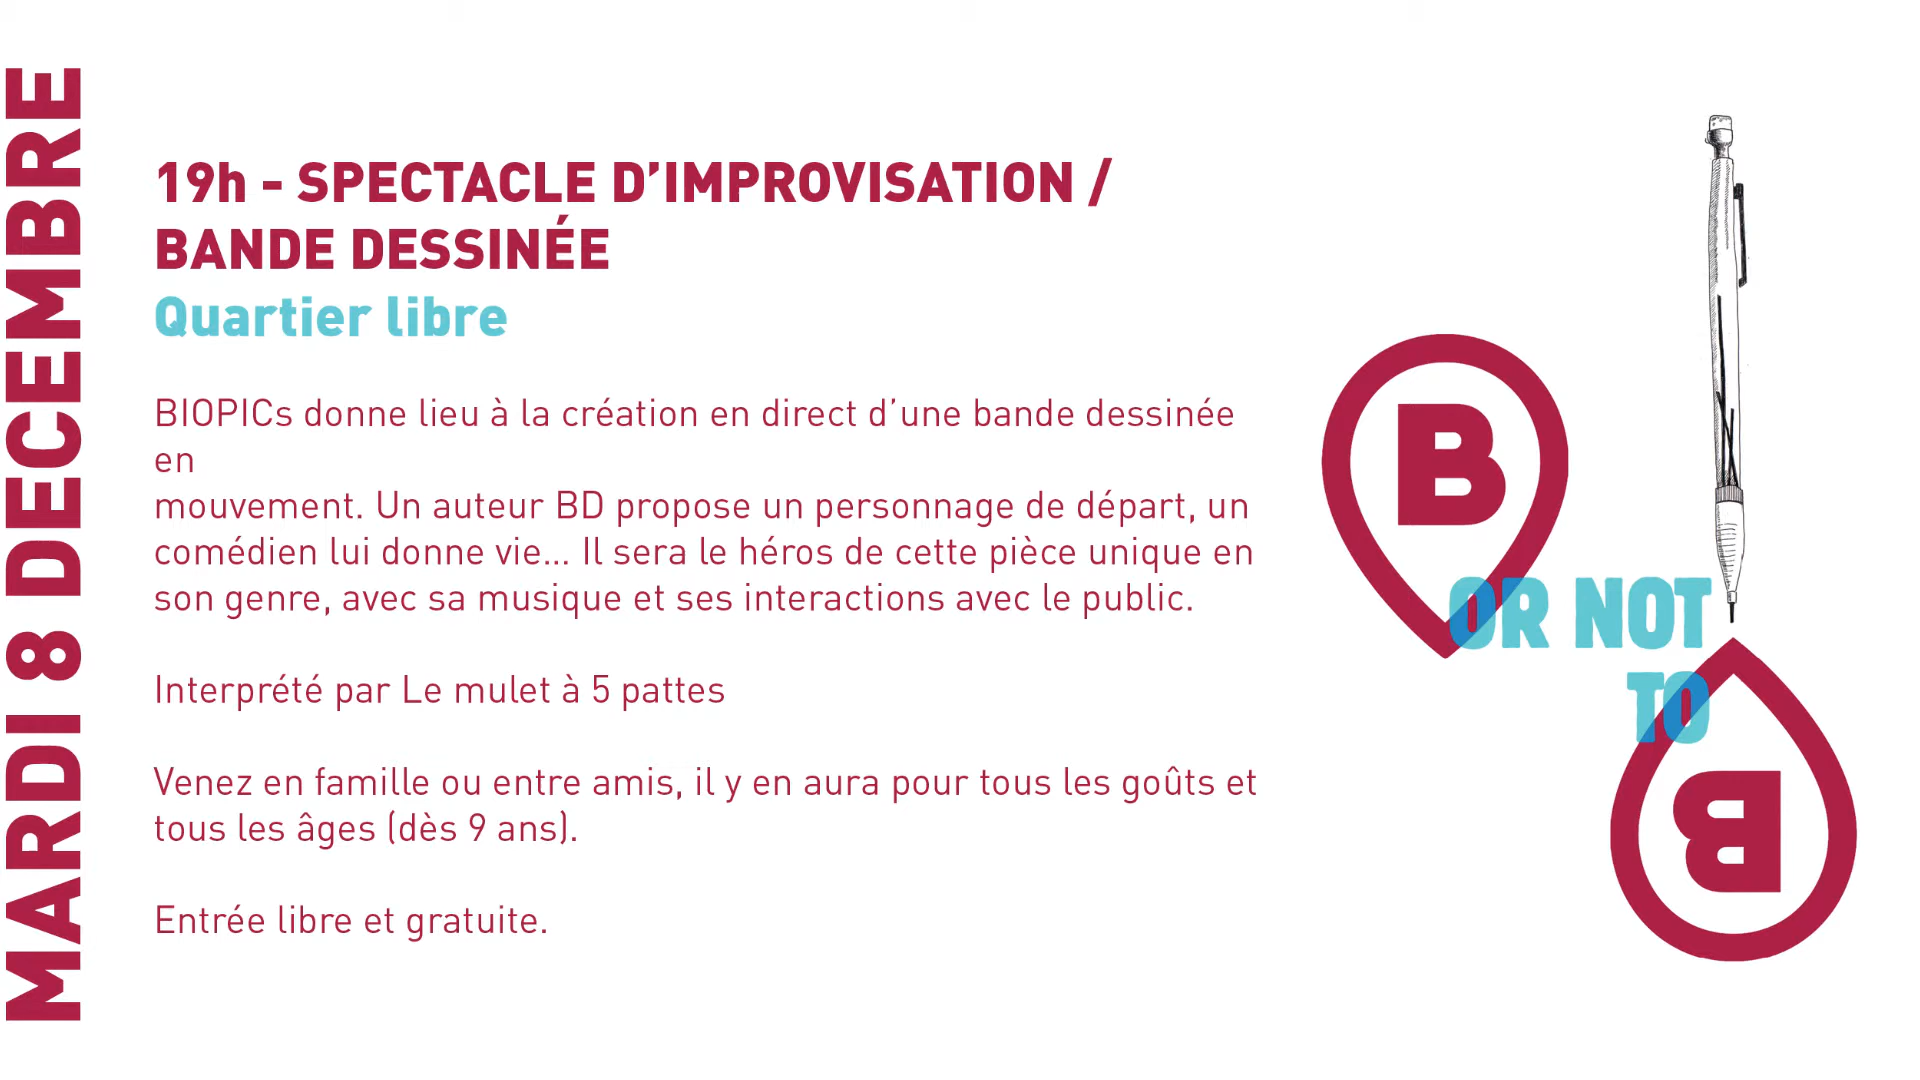 MARDI 8 DECEMBRE
19h - SPECTACLE D’IMPROVISATION /
BANDE DESSINÉE
Quartier libre
BIOPICs donne lieu à la création en direct d’une bande dessinée
en
mouvement. Un auteur BD propose un personnage de départ, un
comédien lui donne vie... Il sera le héros de cette pièce unique en
son genre, avec sa musique et ses interactions avec le public.
Interprété par Le mulet à 5 pattes
Venez en famille ou entre amis, il y en aura pour tous les goûts et
tous les âges (dès 9 ans).
Entrée libre et gratuite.
B
OR NOT
TO
B